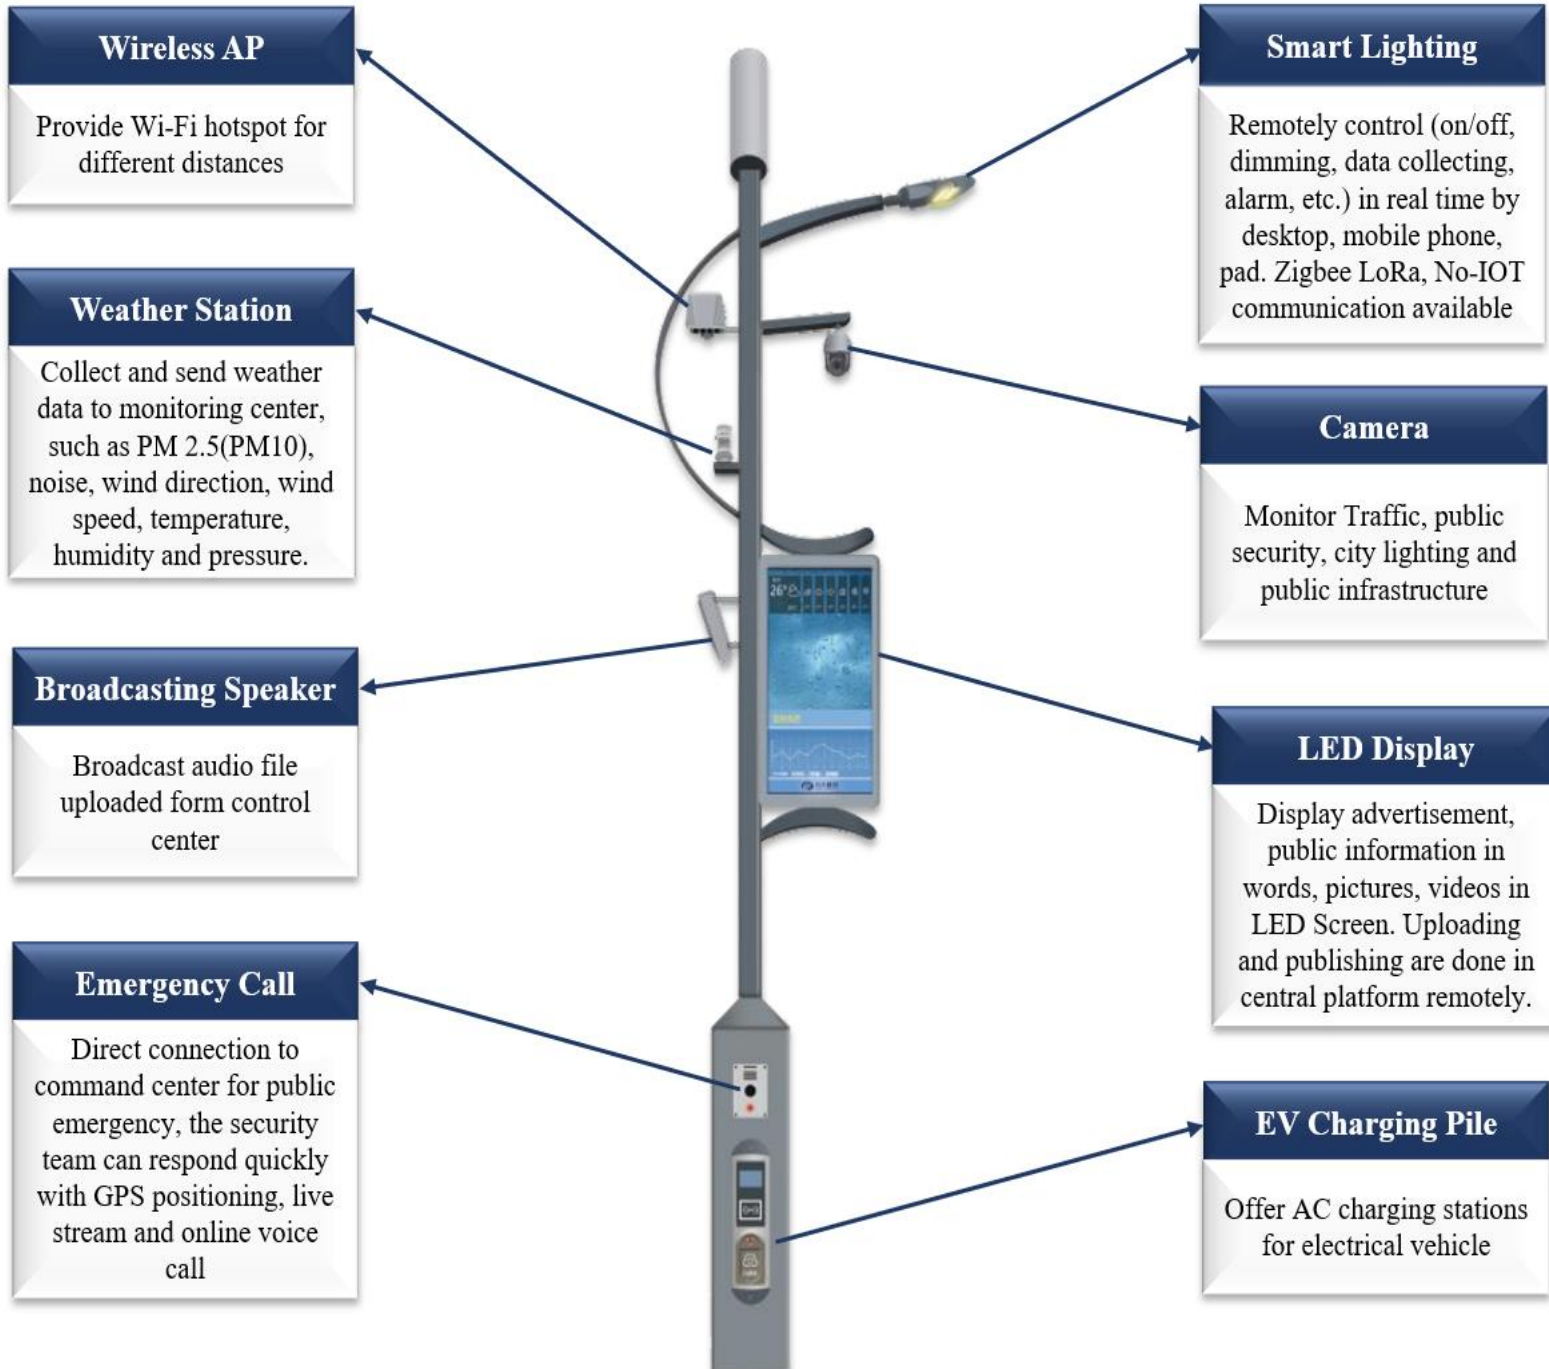 Wireless AP
Provide Wi-Fi hotspot for
different distances
Weather Station
Collect and send weather
data to monitoring center,
such as PM 2.5(PM10),
noise, wind direction, wind
speed, temperature,
humidity and pressure.
Broadcasting Speaker
Broadcast audio file
uploaded form control
center
Emergency Call
Direct connection to
command center for public
emergency, the security
team can respond quickly
with GPS positioning, live
stream and online voice
call
26°
Smart Lighting
Remotely control (on/off,
dimming, data collecting,
alarm, etc.) in real time by
desktop, mobile phone,
pad. Zigbee LoRa, No-IOT
communication available
Camera
Monitor Traffic, public
security, city lighting and
public infrastructure
LED Display
Display advertisement,
public information in
words, pictures, videos in
LED Screen. Uploading
and publishing are done in
central platform remotely.
EV Charging Pile
Offer AC charging stations
for electrical vehicle